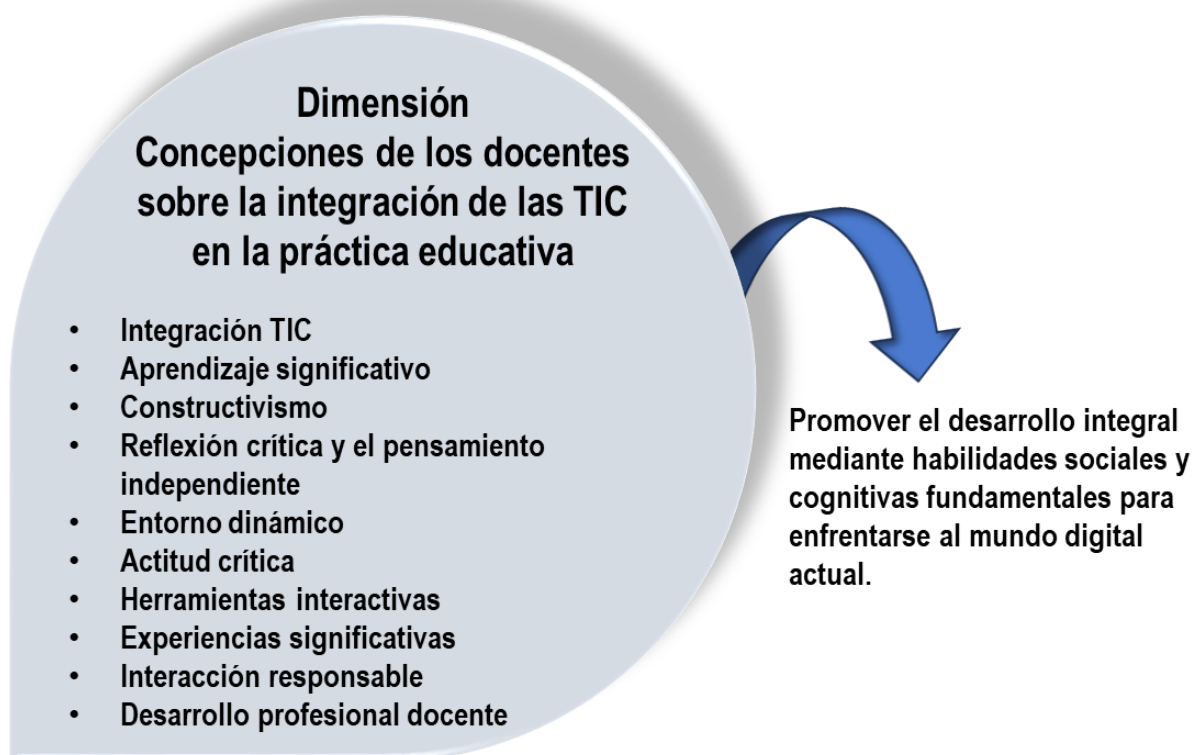 Dimensión
Concepciones de los docentes
sobre la integración de las TIC
en la práctica educativa
• Integración TIC
• Aprendizaje significativo
• Constructivismo
• Reflexión crítica y el pensamiento
independiente
• Entorno dinámico
• Actitud crítica
• Herramientas interactivas
• Experiencias significativas
• Interacción responsable
• Desarrollo profesional docente
Promover el desarrollo integral
mediante habilidades sociales y
cognitivas fundamentales para
enfrentarse al mundo digital
actual.